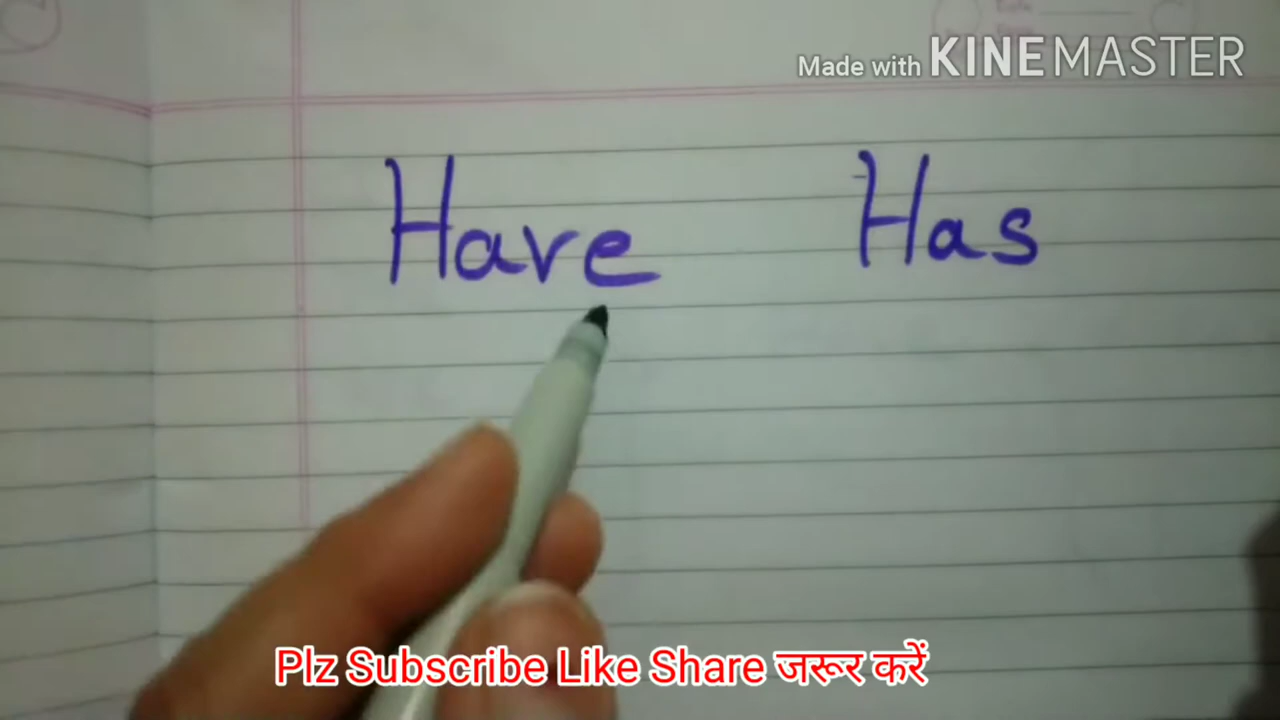 Made with KINEMASTER
Have Has
Plz Subscribe Like Share जरूर करें